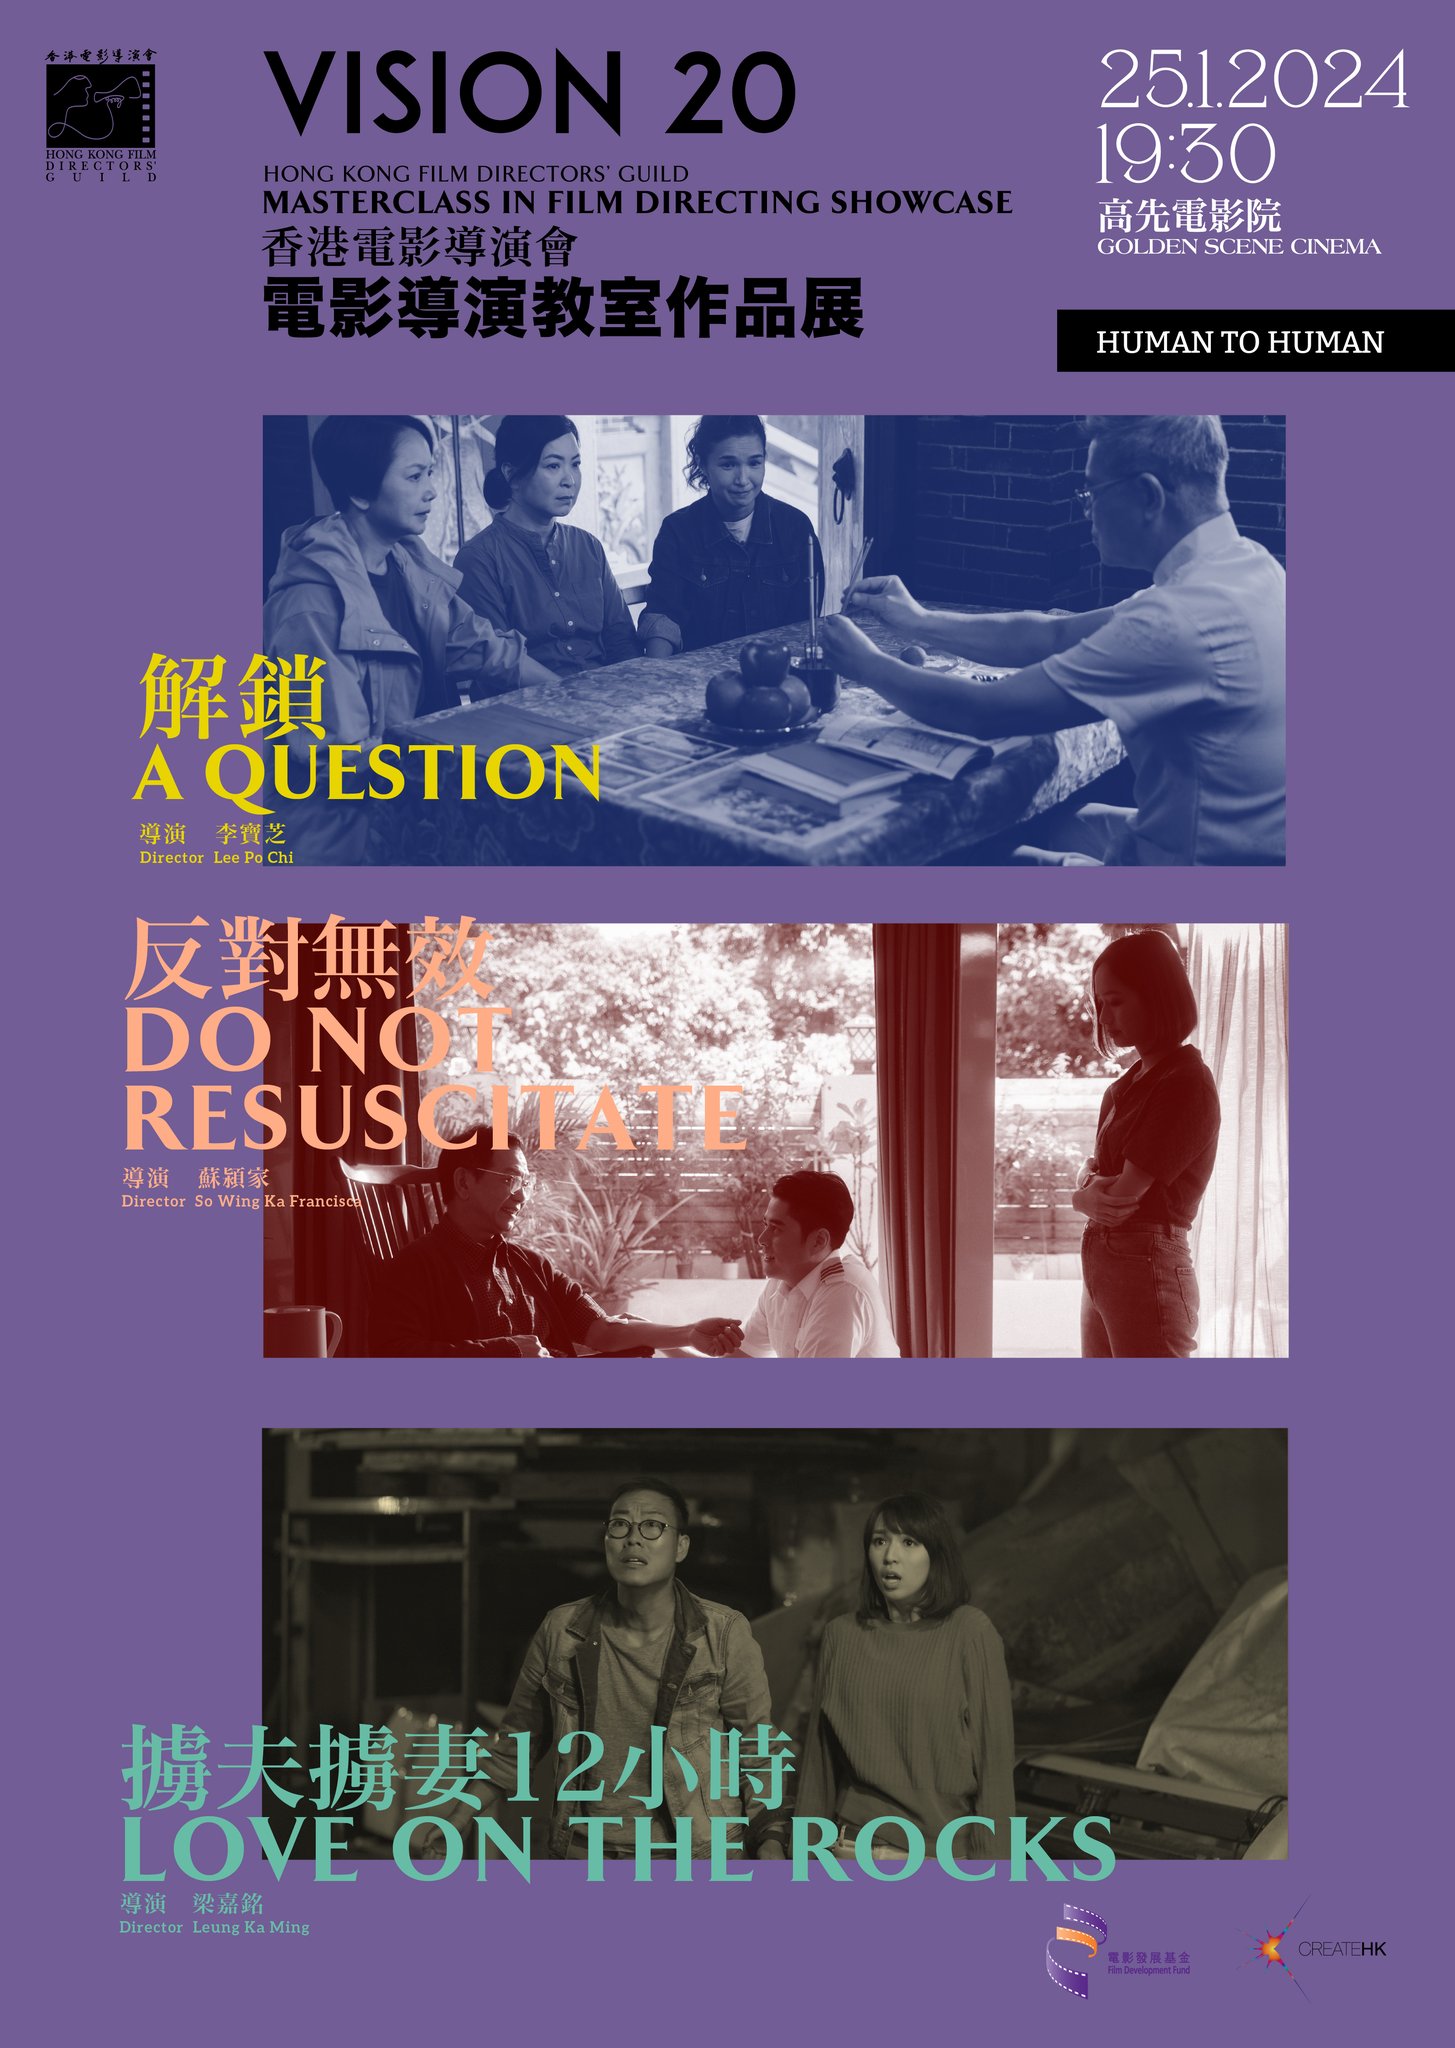 香港電影導演會
HONG KONG FILM
DIRECTORS'
GUILD
VISION 20
HONG KONG FILM DIRECTORS' GUILD
MASTERCLASS IN FILM DIRECTING SHOWCASE
香港電影導演會
電影導演教室作品展
25.1.2024
19:30
高先電影院
GOLDEN SCENE CINEMA
HUMAN TO HUMAN
解鎖
A QUESTION
導演 李寶芝
Director Lee Po Chi
反對無效
DO NOT
RESUSCITATE
導演 蘇穎家
Director So Wing Ka Francisca
擄夫擄妻12小時
LOVE ON THE ROCKS
導演 梁嘉銘
Director Leung Ka Ming
電影發展基金
Film Development Fund
CREATEHK